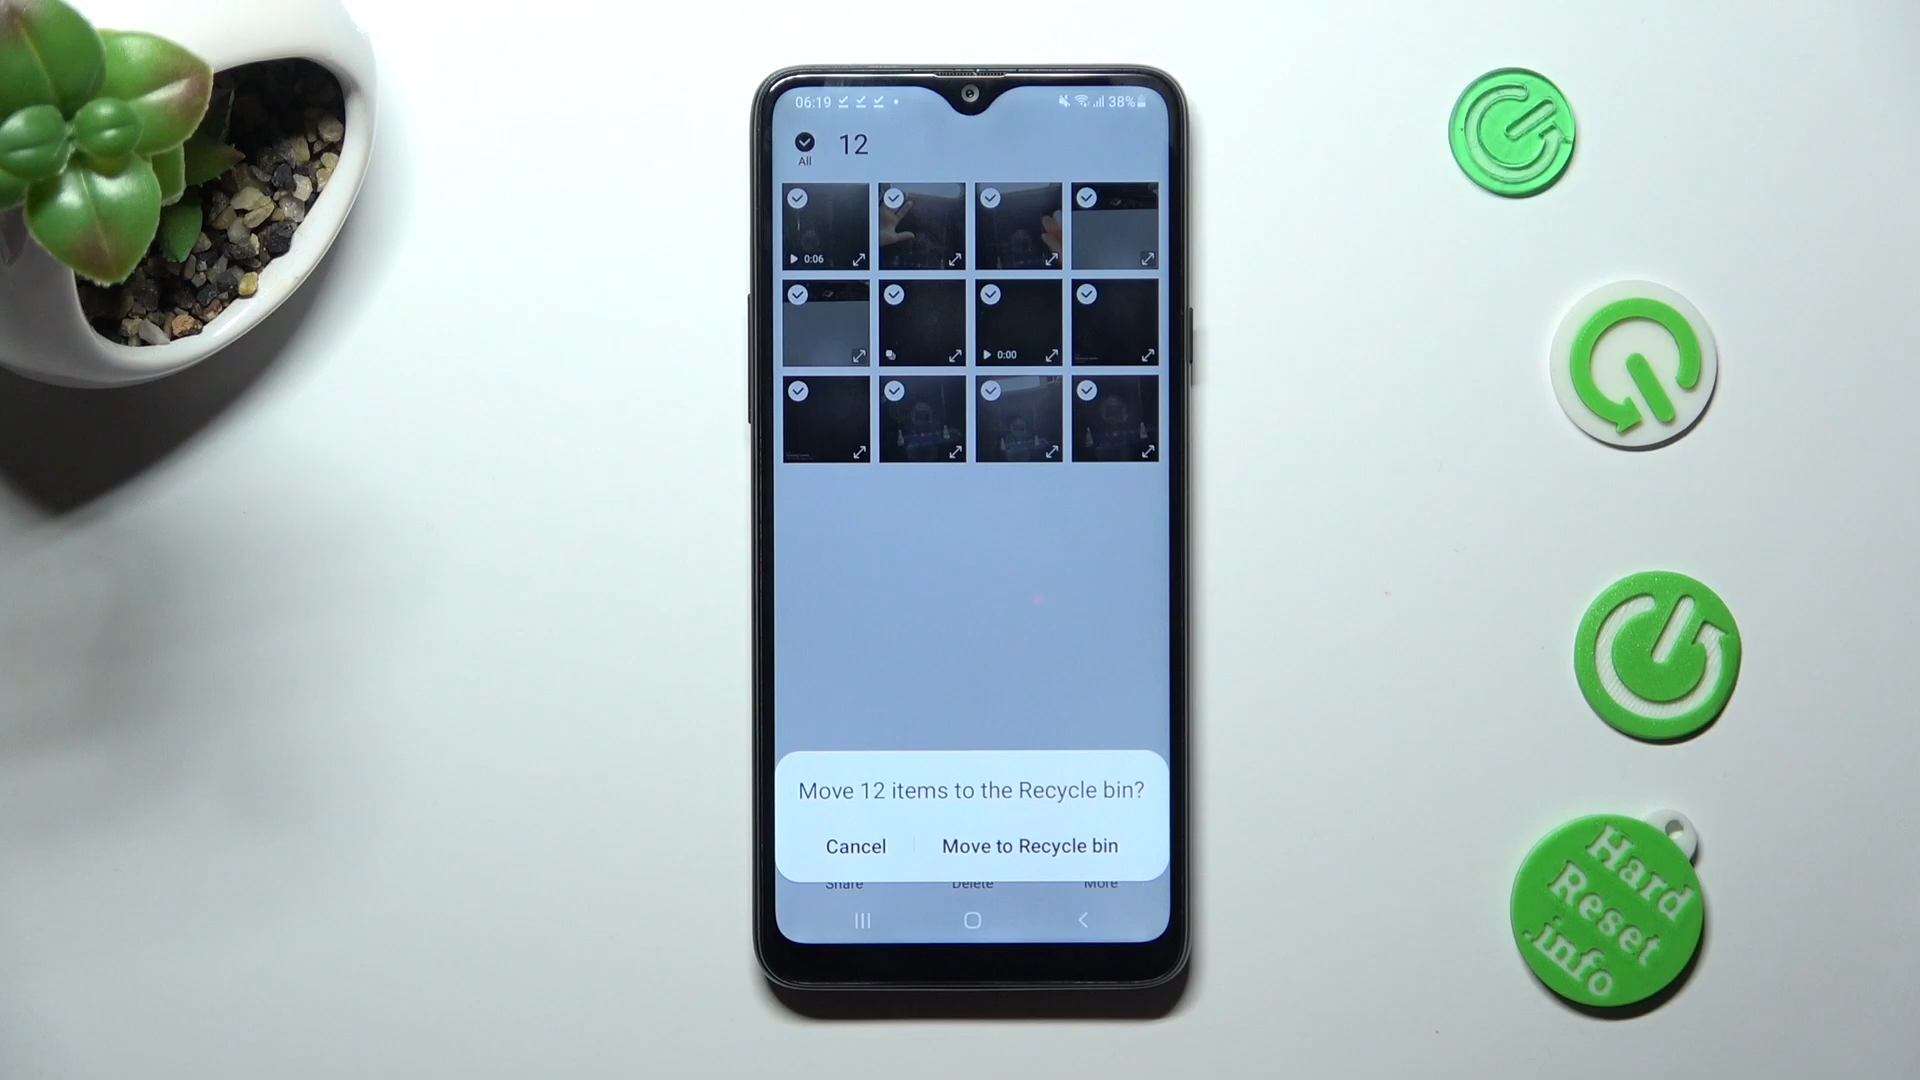 06:19
38%
All
12
0:06
0:00
Move 12 items to the Recycle bin?
Cancel
Move to Recycle bin
Share
Delete
More
Hard
Reset
.info